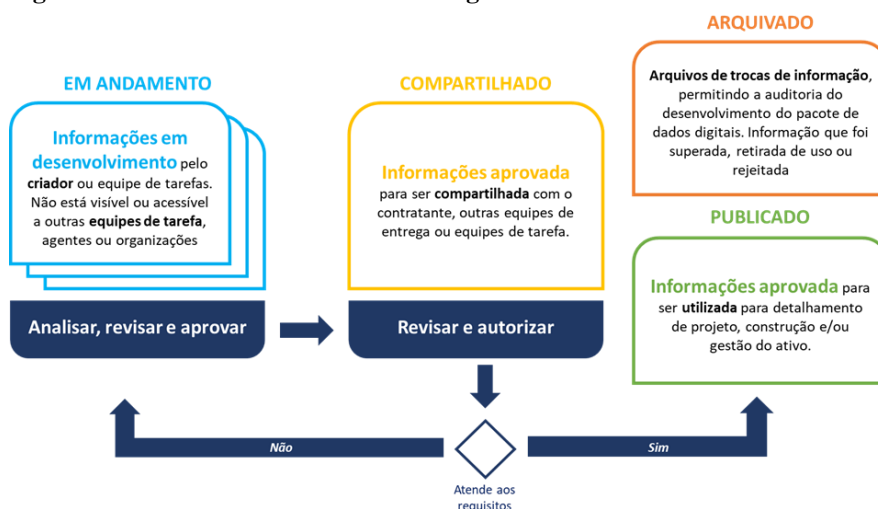 EM ANDAMENTO
Informações em
desenvolvimento pelo
criador ou equipe de tarefas.
Não está visível ou acessível
a outras equipes de tarefa,
agentes ou organizações
Analisar, revisar e aprovar
COMPARTILHADO
Informações aprovada
para ser compartilhada com o
contratante, outras equipes de
entrega ou equipes de tarefa.
Revisar e autorizar
ARQUIVADO
Arquivos de trocas de informação,
permitindo a auditoria do
desenvolvimento do pacote de
dados digitais. Informação que foi
superada, retirada de uso ou
rejeitada
PUBLICADO
Informações aprovada para
ser utilizada para detalhamento
de projeto, construção e/ou
gestão do ativo.
Não
Sim
Atende aos
requisitos